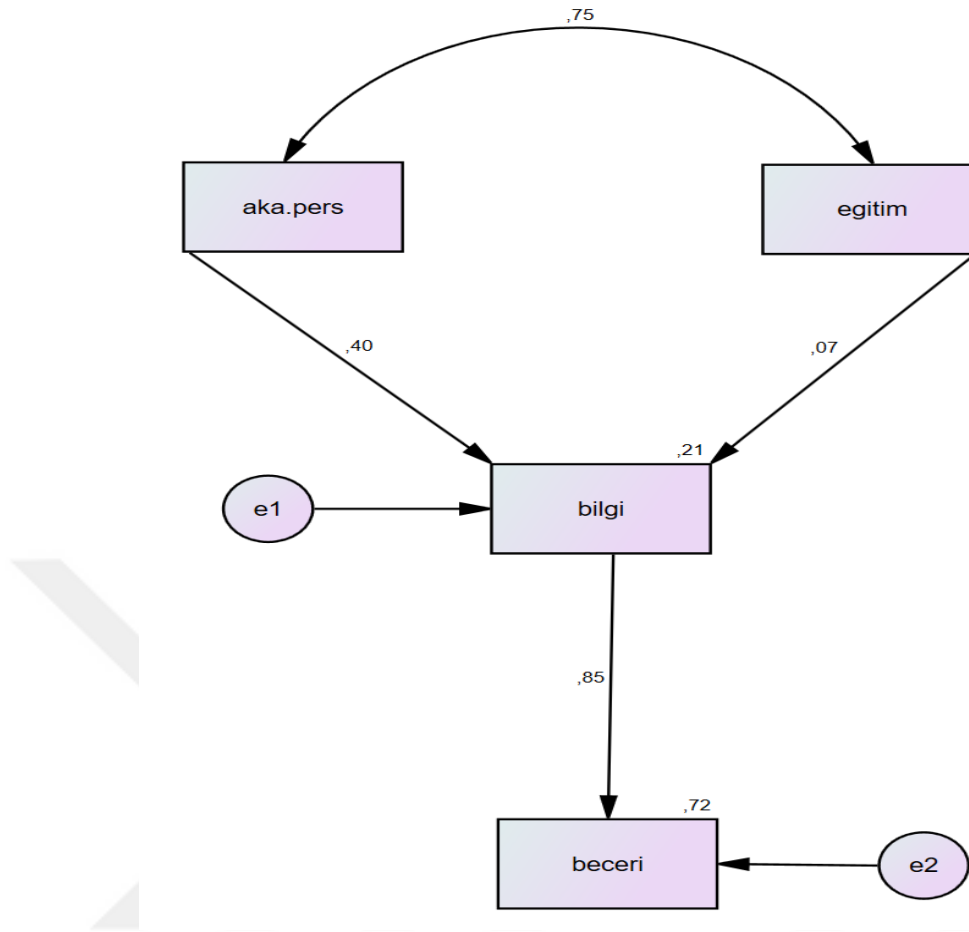 ,75
aka.pers
egitim
,40
,07
,21
e1
bilgi
,85
,72
beceri
e2